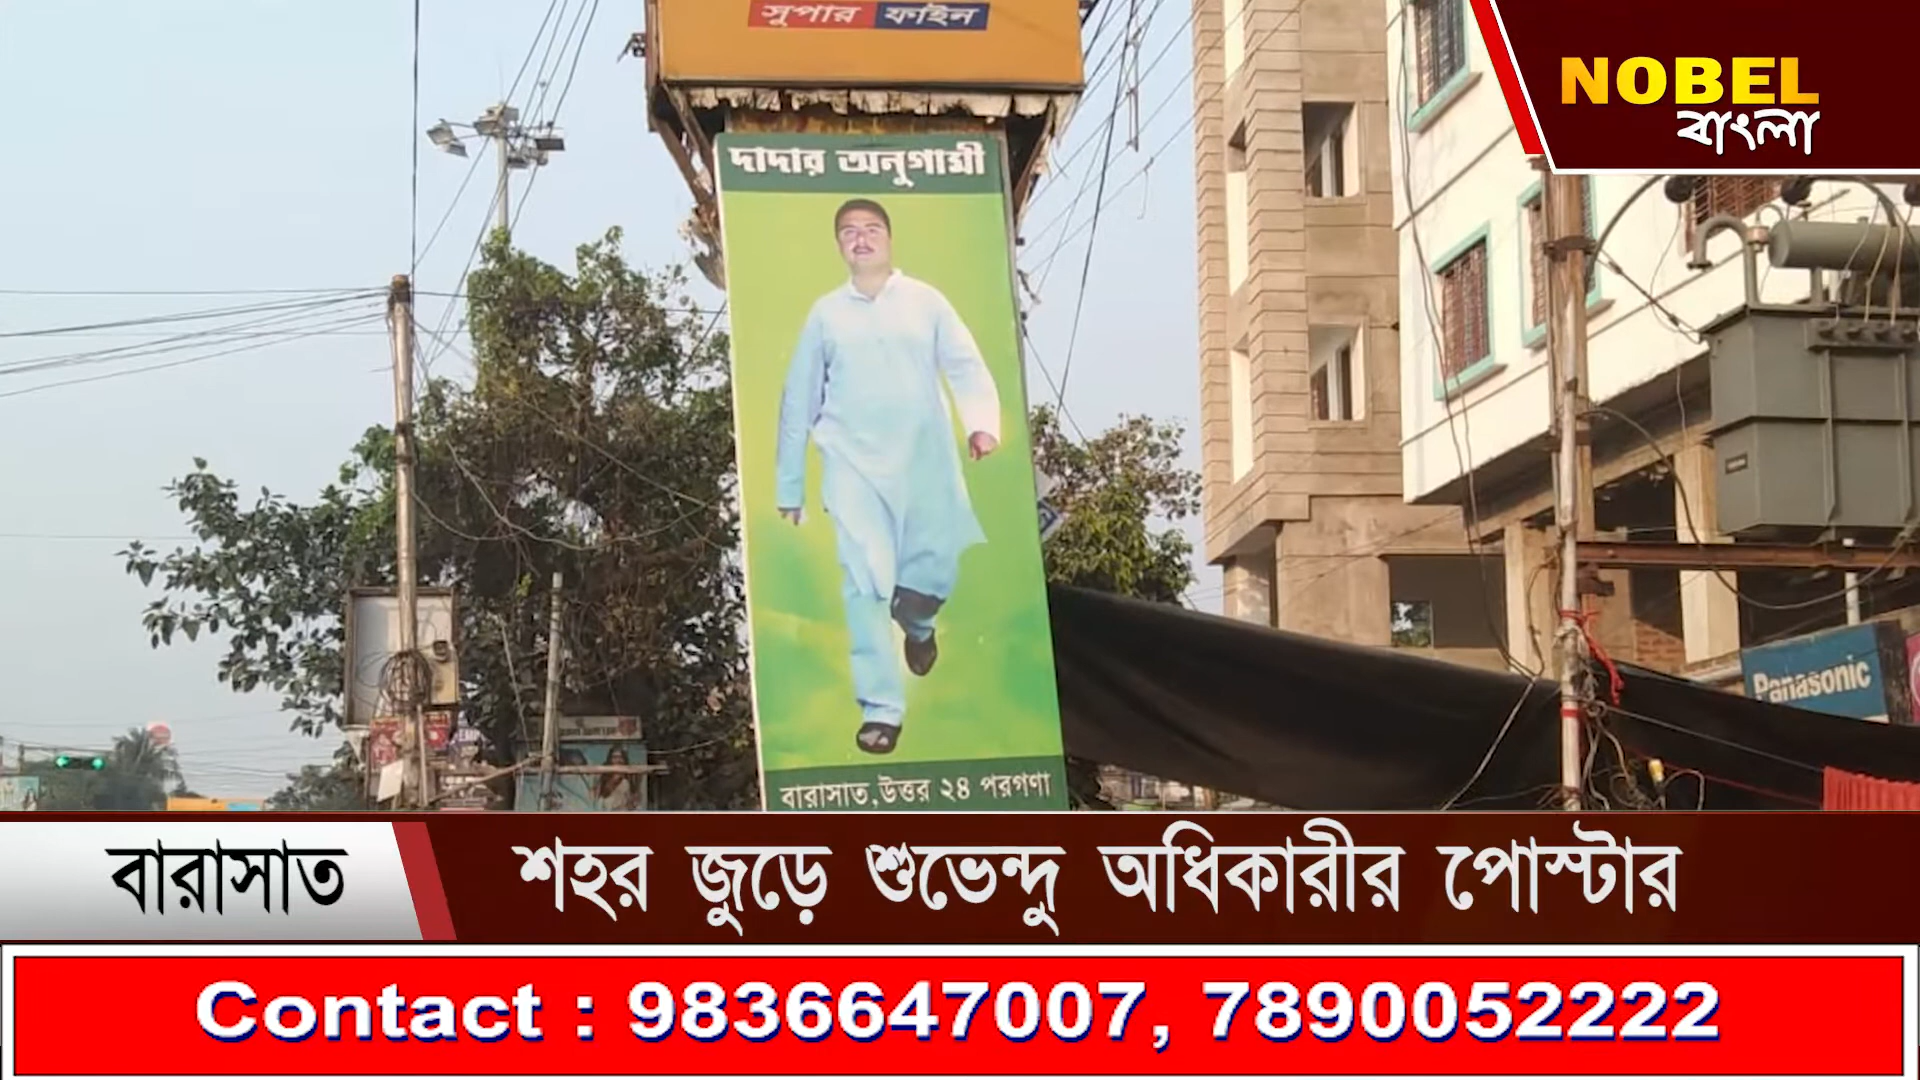 সুপার ফাইন
NOBEL
বাংলা
দাদার অনুগামী
Panasonic
বারাসাত,উত্তর ২৪ পরগণা
বারাসাত
শহর জুড়ে শুভেন্দু অধিকারীর পোস্টার
Contact : 9836647007, 7890052222